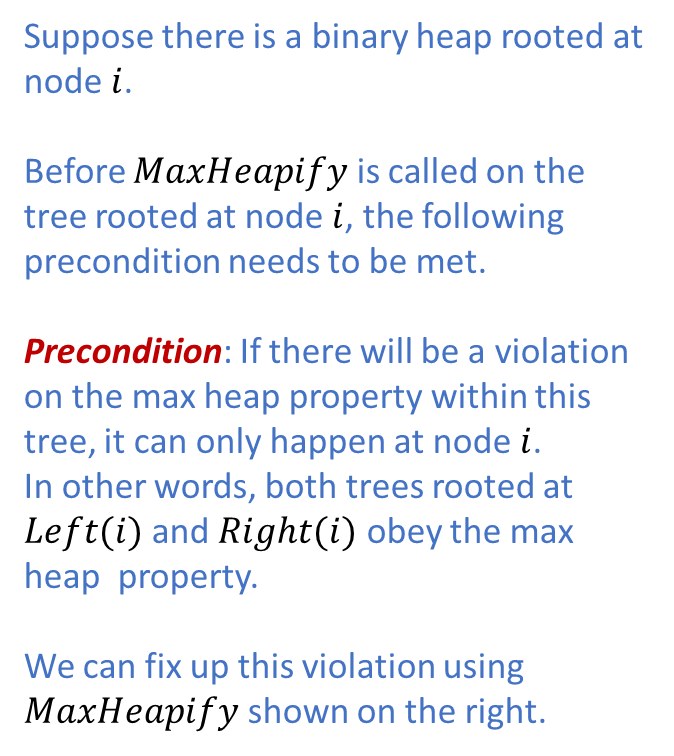 Suppose there is a binary heap rooted at
node i.
Before MaxHeapify is called on the
tree rooted at node i, the following
precondition needs to be met.
Precondition: If there will be a violation
on the max heap property within this
tree, it can only happen at node i.
In other words, both trees rooted at
Left(i) and Right(i) obey the max
heap property.
We can fix up this violation using
MaxHeapify shown on the right.